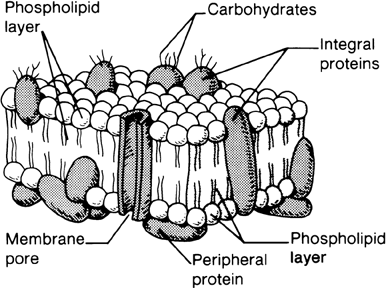 Phospholipid
layer
Carbohydrates
Integral
proteins
Membrane
pore
Peripheral
protein
Phospholipid
layer